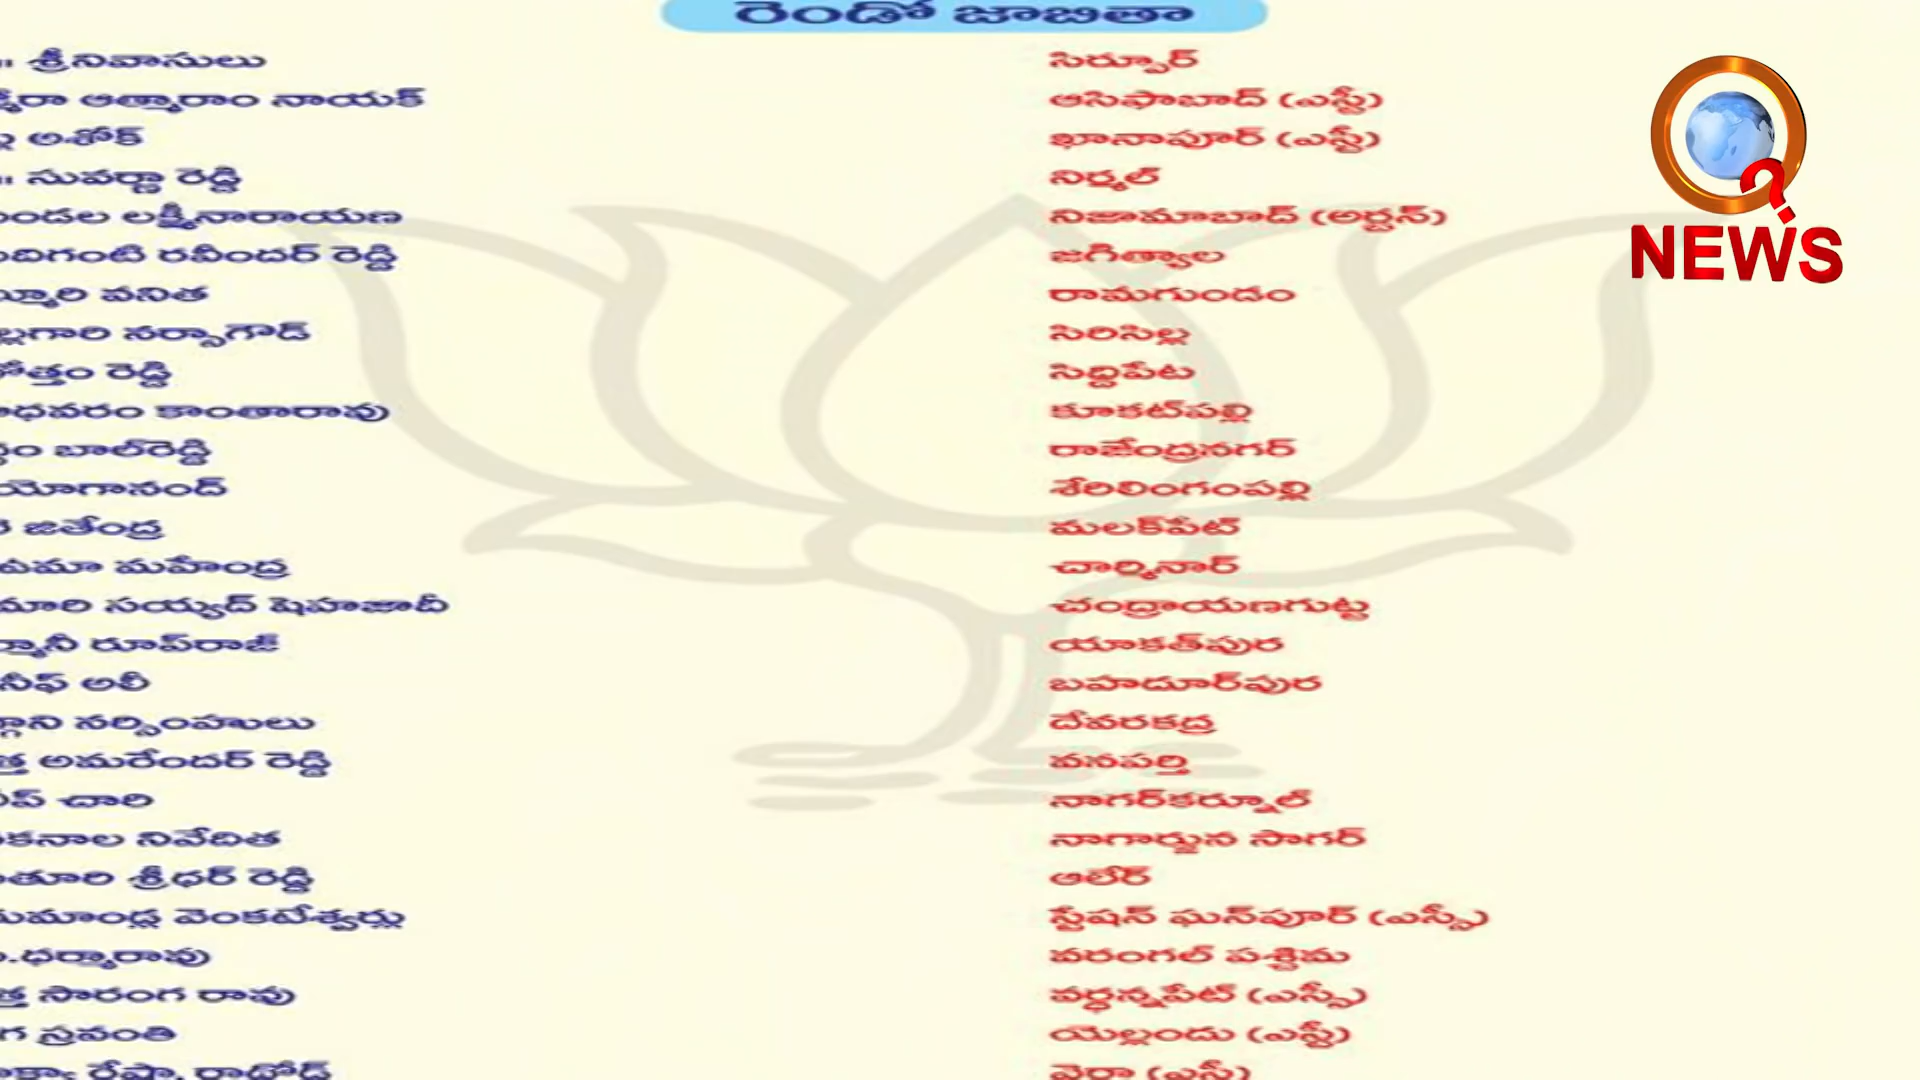 రెండో జాబితా
శ్రీనివాసులు సిర్పూర్
ఆత్మారాం నాయక్ ఆసిఫాబాద్ (ఎస్టీ)
అశోక్ ఖానాపూర్ (ఎస్టీ)
సువర్ణా రెడ్డి నిర్మల్
లక్ష్మీనారాయణ నిజామాబాద్ (అర్బన్)
రవీందర్ రెడ్డి జగిత్యాల
వనిత రామగుండం
నర్సాగౌడ్ సిరిసిల్ల
రెడ్డి సిద్దిపేట
కాంతారావు కూకట్‌పల్లి
బాల్‌రెడ్డి రాజేంద్రనగర్
యోగానంద్ శేరిలింగంపల్లి
జితేంద్ర మలక్‌పేట్
మహేంద్ర చార్మినార్
సయ్యద్ షెహజాదీ చంద్రాయణగుట్ట
రూప్‌రాజ్ యాకత్‌పుర
అలీ బహదూర్‌పుర
నర్సింహులు దేవరకద్ర
అమరేందర్ రెడ్డి వనపర్తి
చారి నాగర్‌కర్నూల్
నివేదిత నాగార్జున సాగర్
శ్రీధర్ రెడ్డి ఆలేర్
వెంకటేశ్వర్లు స్టేషన్ ఘన్‌పూర్ (ఎస్సీ)
ధర్మారావు వరంగల్ పశ్చిమ
సారంగ రావు వర్ధన్నపేట్ (ఎస్సీ)
స్రవంతి యెల్లందు (ఎస్టీ)
NEWS